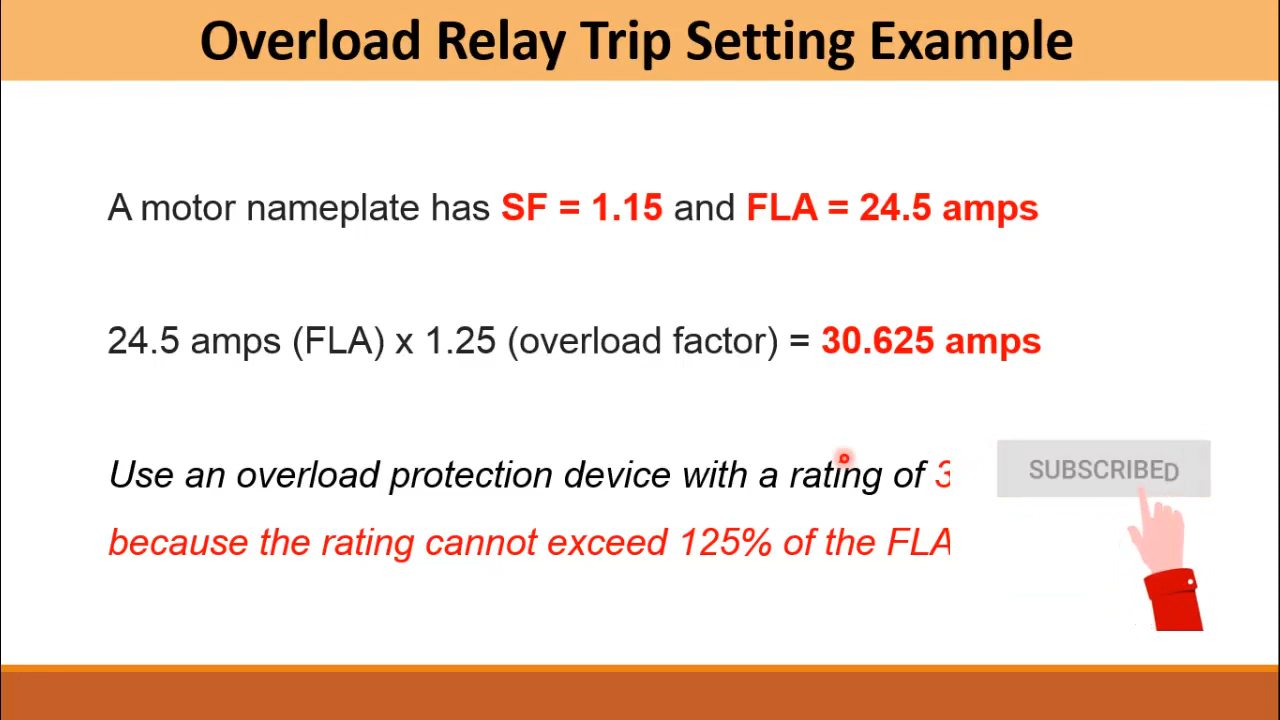 Overload Relay Trip Setting Example
A motor nameplate has SF = 1.15 and FLA = 24.5 amps
24.5 amps (FLA) x 1.25 (overload factor) = 30.625 amps
Use an overload protection device with a rating of 3
because the rating cannot exceed 125% of the FLA
SUBSCRIBED